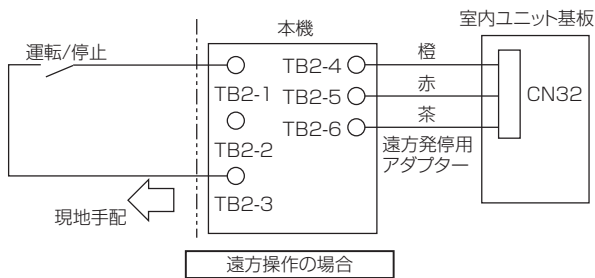 室内ユニット基板
本機
運転/停止
橙
TB2-4
赤
TB2-1
TB2-5
CN32
茶
TB2-6
TB2-2
遠方発停用
アダプター
TB2-3
現地手配
遠方操作の場合